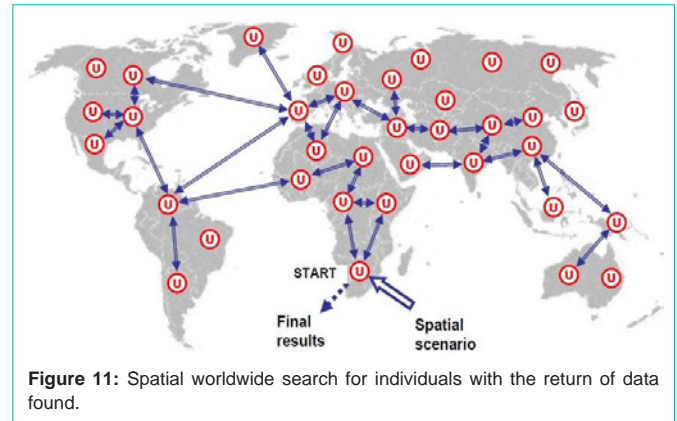 U U
U U U U
U U U U U
U U U U
U U U U
U U U U U U
U
U U U U
U
U
START U
U U U
Final
results
Spatial
scenario
Figure 11: Spatial worldwide search for individuals with the return of data
found.